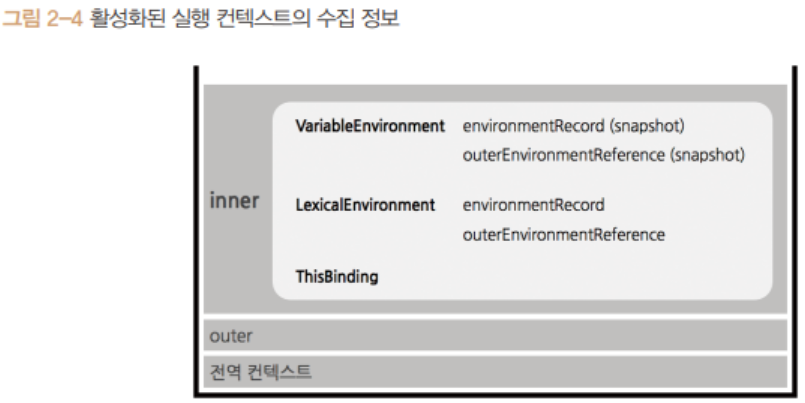 그림 2-4 활성화된 실행 컨텍스트의 수집 정보
inner
VariableEnvironment environmentRecord (snapshot)
outerEnvironmentReference (snapshot)
LexicalEnvironment environmentRecord
outerEnvironmentReference
ThisBinding
outer
전역 컨텍스트